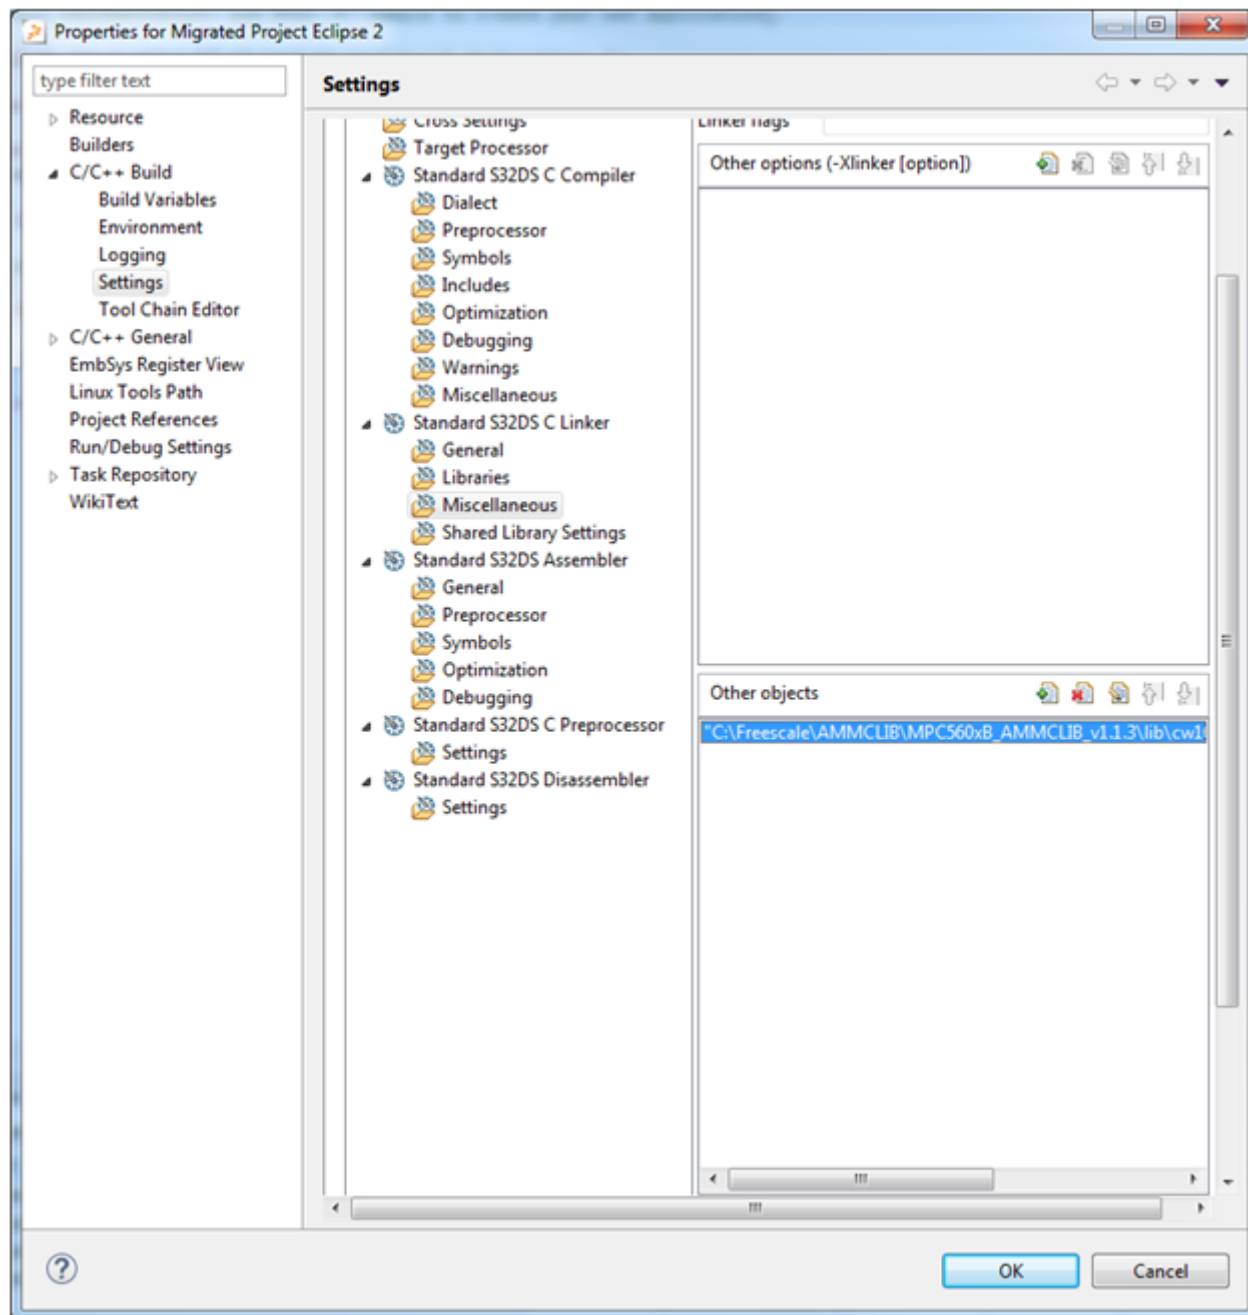 Properties for Migrated Project Eclipse 2
type filter text
Resource
Builders
C/C++ Build
Build Variables
Environment
Logging
Settings
Tool Chain Editor
C/C++ General
EmbSys Register View
Linux Tools Path
Project References
Run/Debug Settings
Task Repository
WikiText
Settings
Cross Settings
Target Processor
Standard S32DS C Compiler
Dialect
Preprocessor
Symbols
Includes
Optimization
Debugging
Warnings
Miscellaneous
Standard S32DS C Linker
General
Libraries
Miscellaneous
Shared Library Settings
Standard S32DS Assembler
General
Preprocessor
Symbols
Optimization
Debugging
Standard S32DS C Preprocessor
Settings
Standard S32DS Disassembler
Settings
Linker flags
Other options (-Xlinker [option])
Other objects
"C:\Freescale\AMMCLIB\MPC560xB_AMMCLIB_v1.1.3\lib\cw1
OK
Cancel